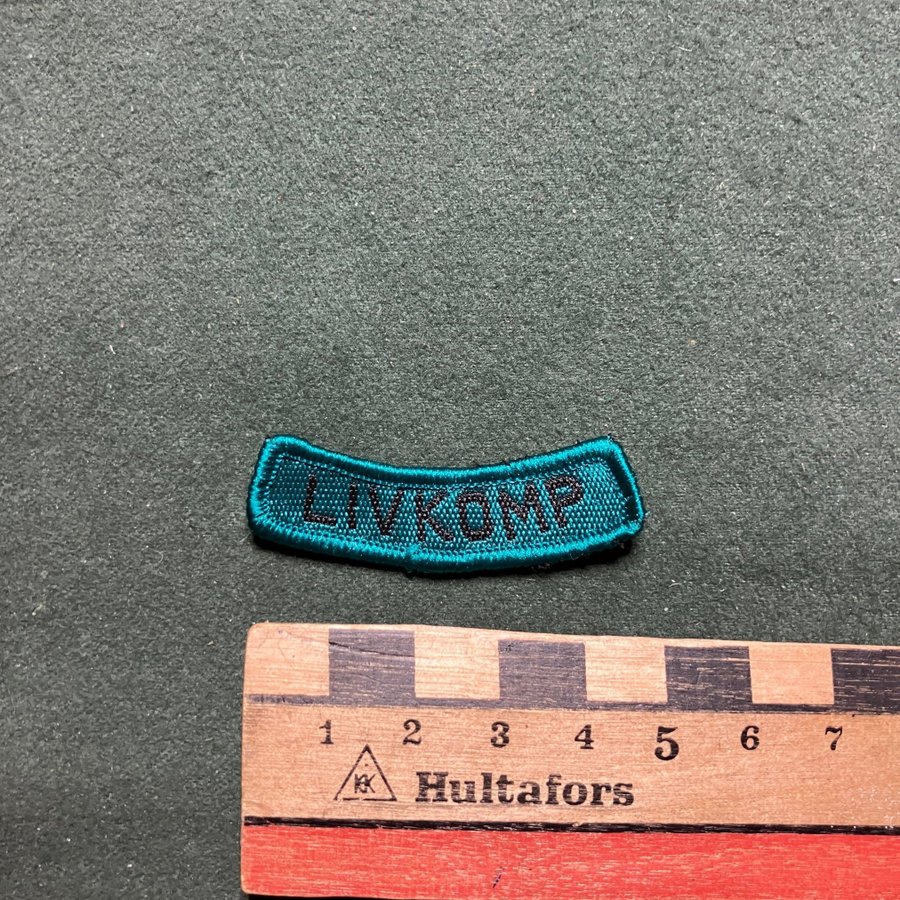 LIVKOMP
1 2 3 4 5 6 7
Hultafors